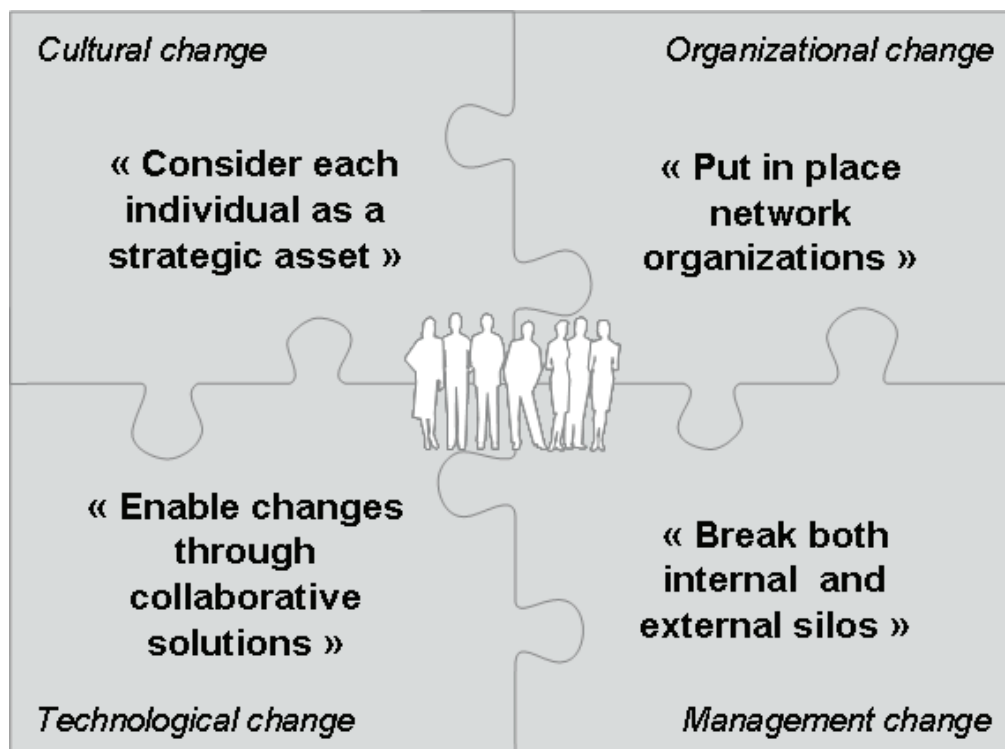 Cultural change
« Consider each
individual as a
strategic asset »
Organizational change
« Put in place
network
organizations »
« Enable changes
through
collaborative
solutions »
Technological change
« Break both
internal and
external silos »
Management change